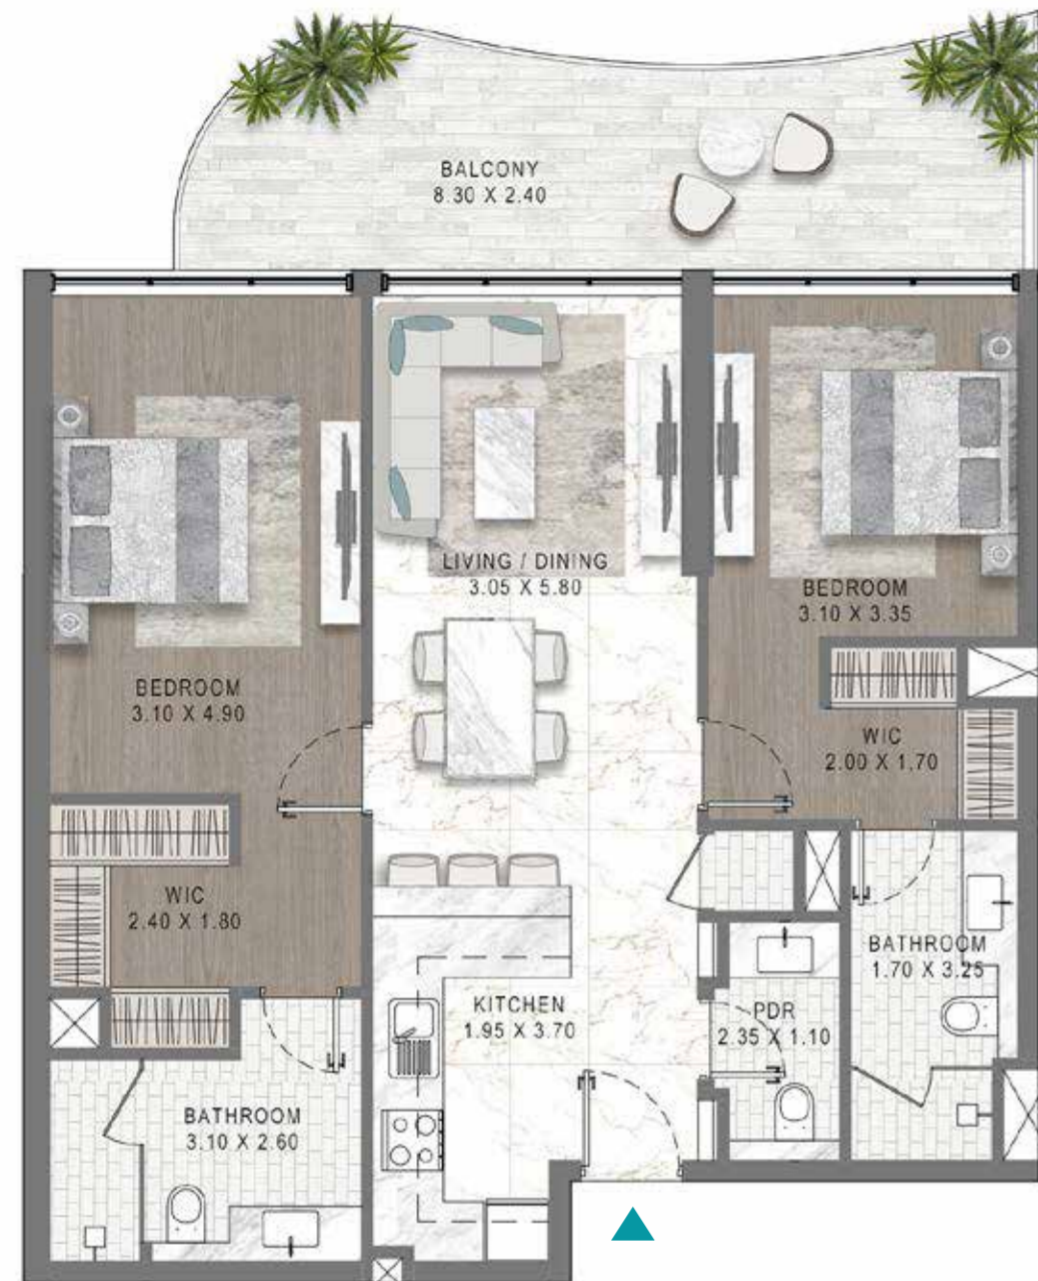 BALCONY
8.30 X 2.40
LIVING / DINING
3.05 X 5.80
BEDROOM
3.10 X 3.35
BEDROOM
3.10 X 4.90
WIC
2.00 X 1.70
WIC
2.40 X 1.80
BATHROOM
1.70 X 3.25
KITCHEN
1.95 X 3.70
PDR
2.35 X 1.10
BATHROOM
3.10 X 2.60